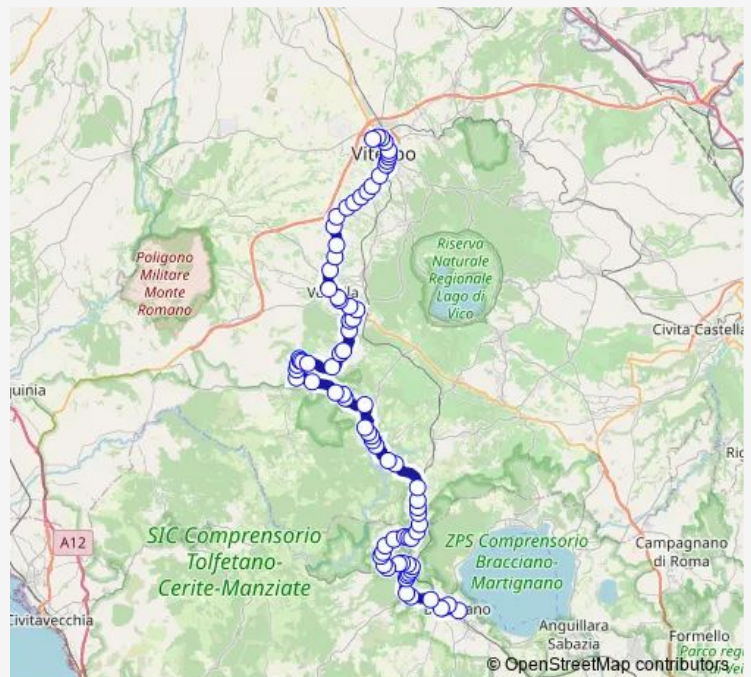 Viterbo
Riserva
Naturale
Regionale
Lago di
Vico
Poligono
Militare
Monte
Romano
Civita Castella
uinia
SIC Comprensorio
Tolfetano-
Cerite-Manziate
ZPS Comprensorio
Bracciano-
Martignano
A12
Campagnano
di Roma
Civitavecchia
Anguillara
Sabazia
Formello
© OpenStreetMap contributors